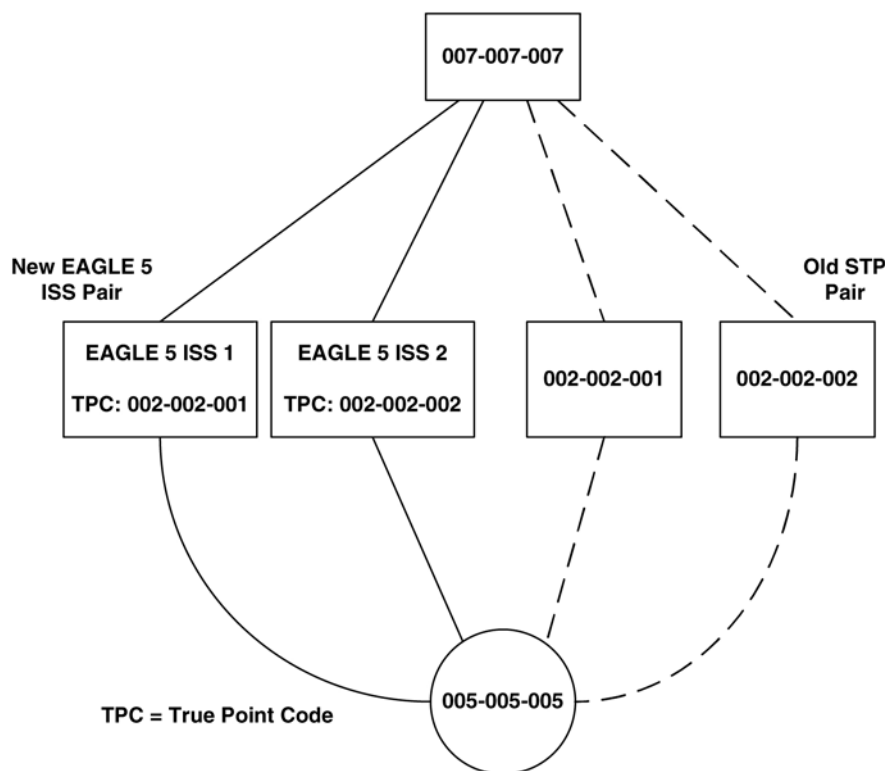 007-007-007
New EAGLE 5
ISS Pair
Old STP
Pair
EAGLE 5 ISS 1
TPC: 002-002-001
EAGLE 5 ISS 2
TPC: 002-002-002
002-002-001
002-002-002
005-005-005
TPC = True Point Code